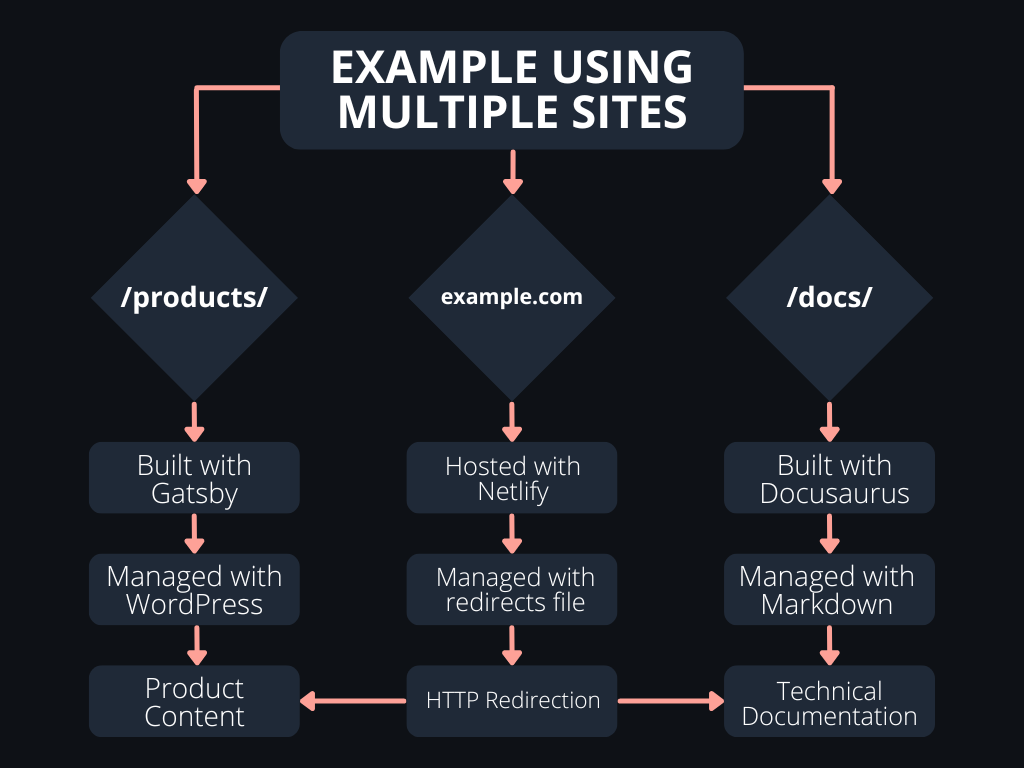 EXAMPLE USING
MULTIPLE SITES
/products/
example.com
/docs/
Built with
Gatsby
Hosted with
Netlify
Built with
Docusaurus
Managed with
WordPress
Managed with
redirects file
Managed with
Markdown
Product
Content
HTTP Redirection
Technical
Documentation